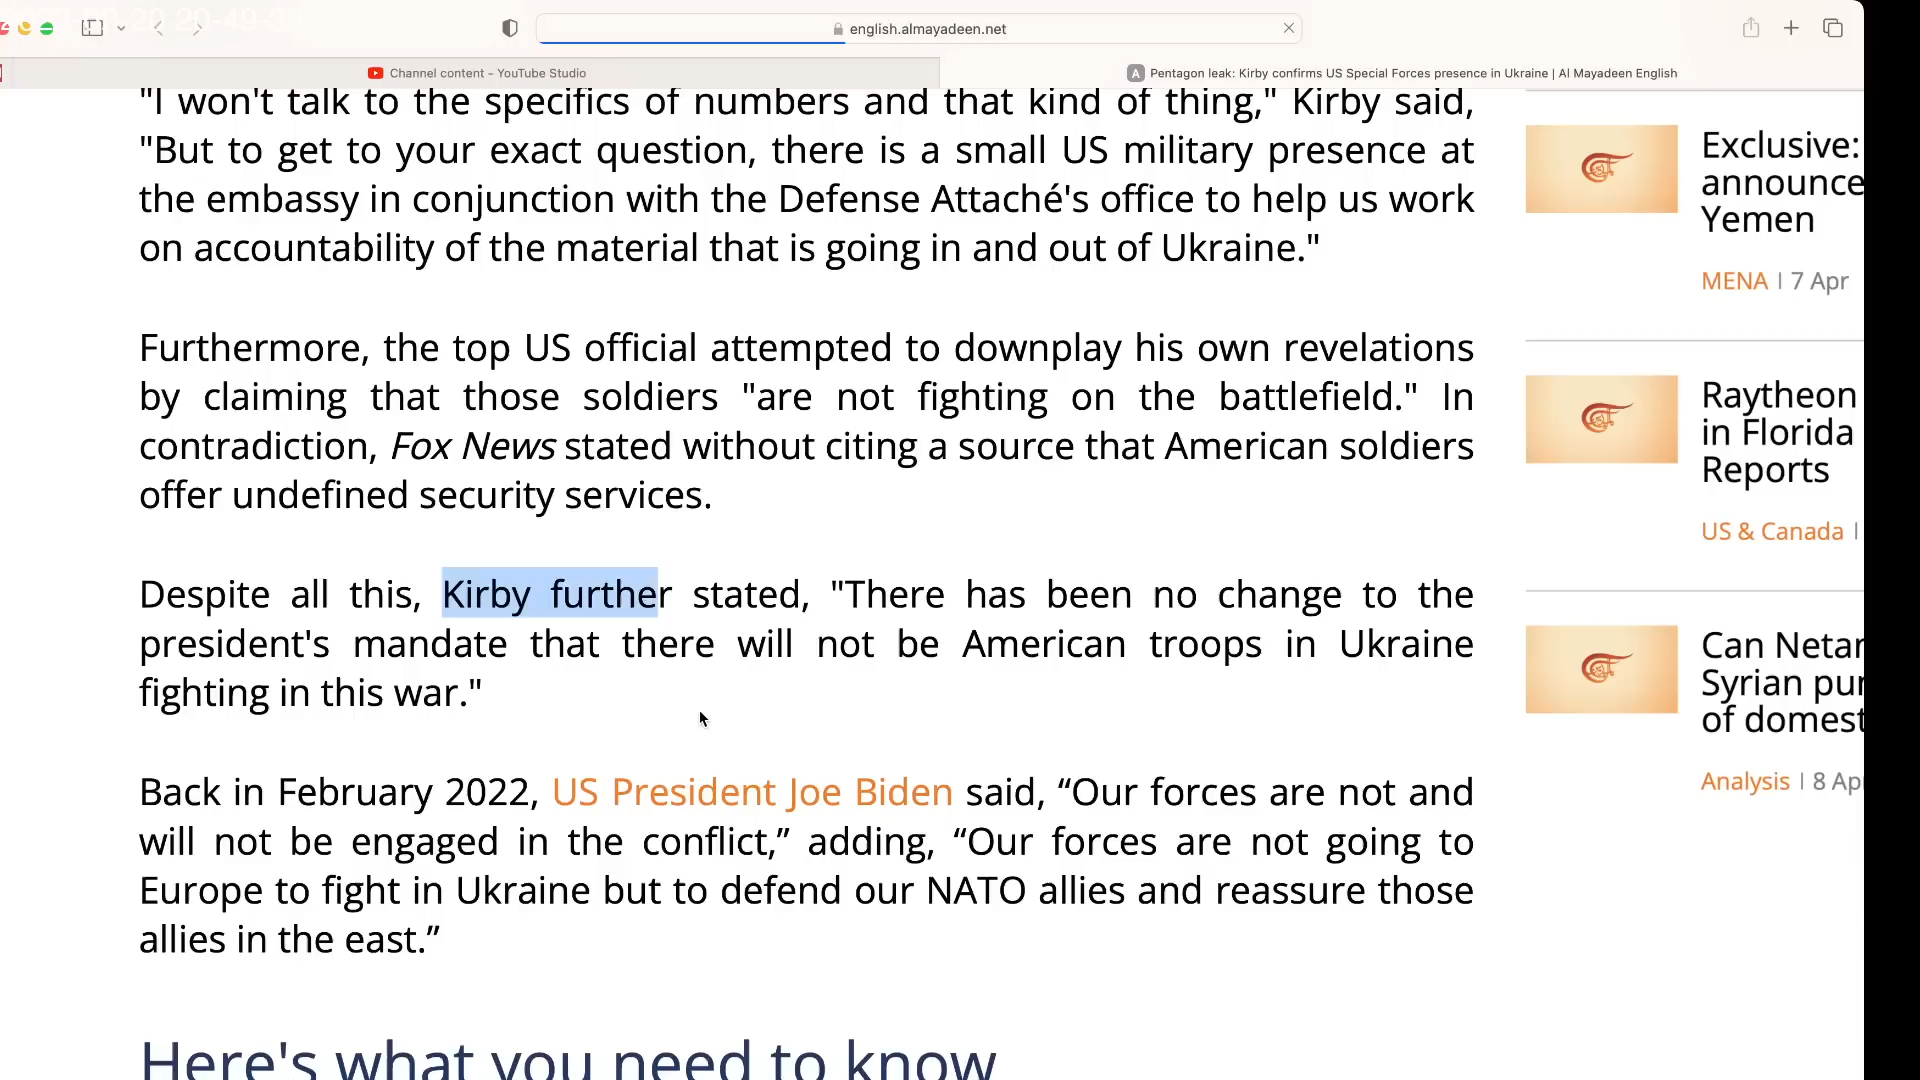 english.almayadeen.net
Channel content - YouTube Studio
Pentagon leak: Kirby confirms US Special Forces presence in Ukraine | Al Mayadeen English
"I won't talk to the specifics of numbers and that kind of thing," Kirby said,
"But to get to your exact question, there is a small US military presence at
the embassy in conjunction with the Defense Attaché's office to help us work
on accountability of the material that is going in and out of Ukraine."
Furthermore, the top US official attempted to downplay his own revelations
by claiming that those soldiers "are not fighting on the battlefield." In
contradiction, Fox News stated without citing a source that American soldiers
offer undefined security services.
Despite all this, Kirby further stated, "There has been no change to the
president's mandate that there will not be American troops in Ukraine
fighting in this war."
Back in February 2022, US President Joe Biden said, “Our forces are not and
will not be engaged in the conflict,” adding, “Our forces are not going to
Europe to fight in Ukraine but to defend our NATO allies and reassure those
allies in the east.”
Here's what you need to know
Exclusive:
announce
Yemen
MENA | 7 Apr
Raytheon
in Florida
Reports
US & Canada |
Can Netan
Syrian pu
of domest
Analysis | 8 Ap